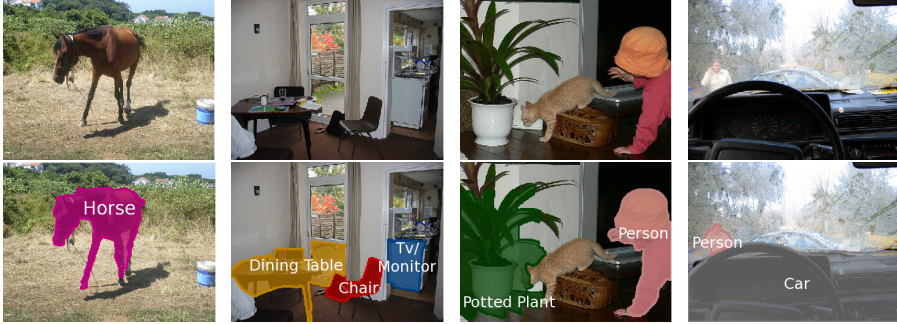 Horse
Dining Table
Chair
Tv/
Monitor
Potted Plant
Person
Person
Car